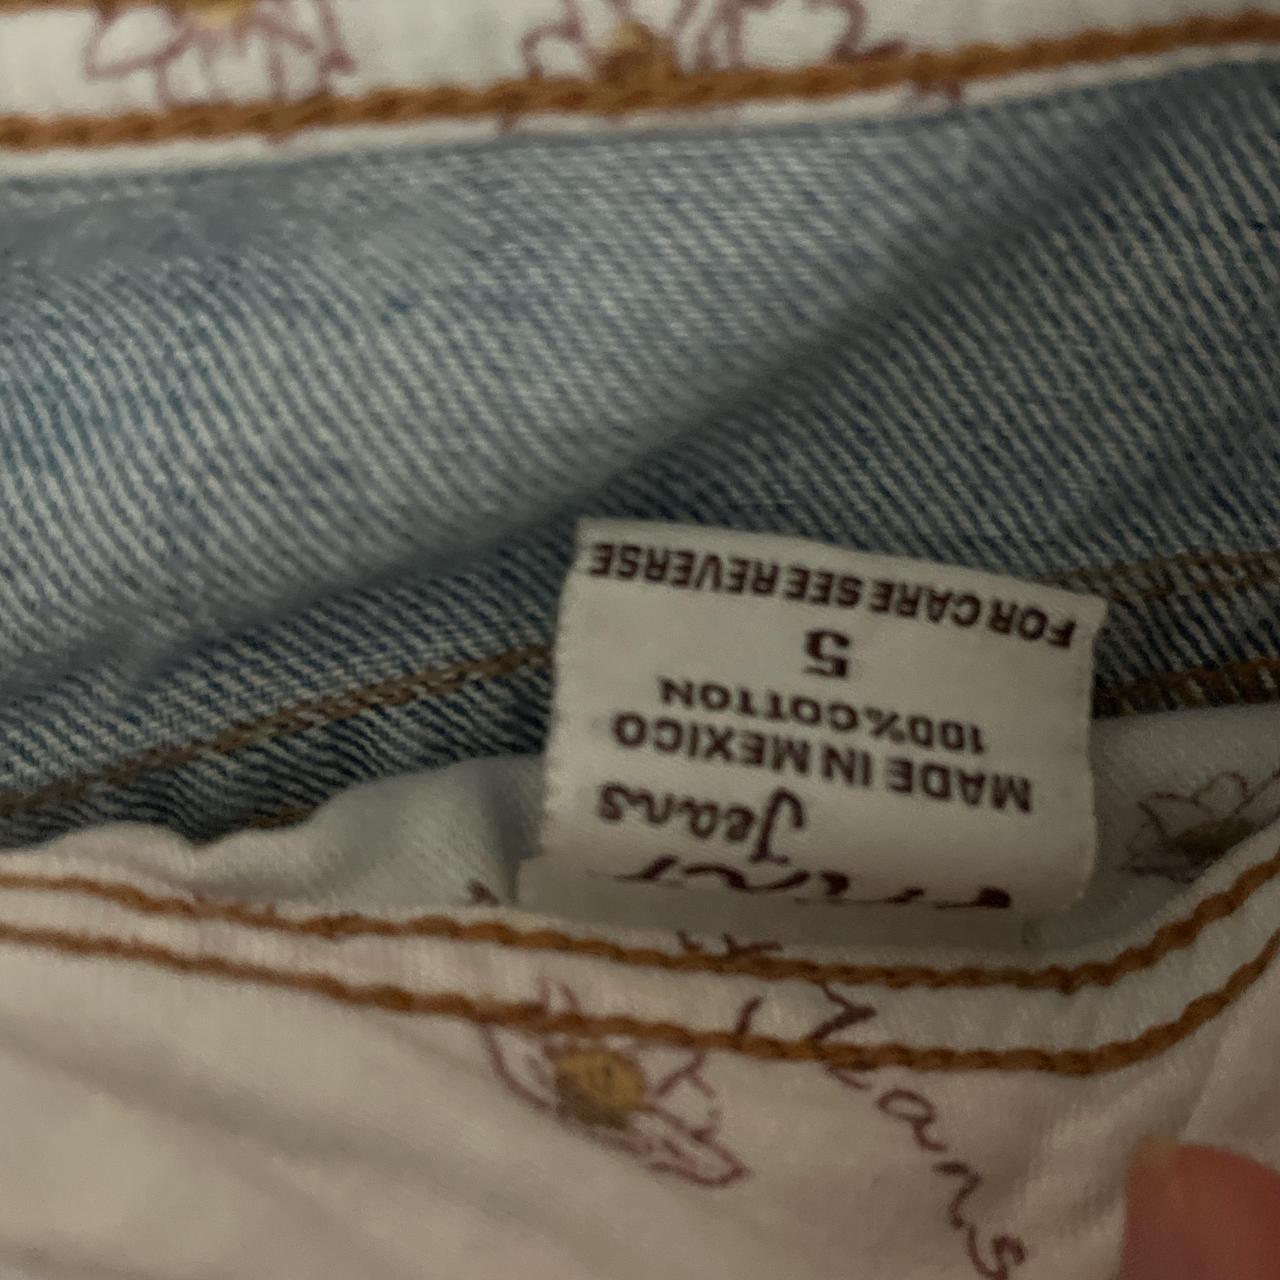 Jeans
MADE IN MEXICO
100% COTTON
5
FOR CARE SEE REVERSE